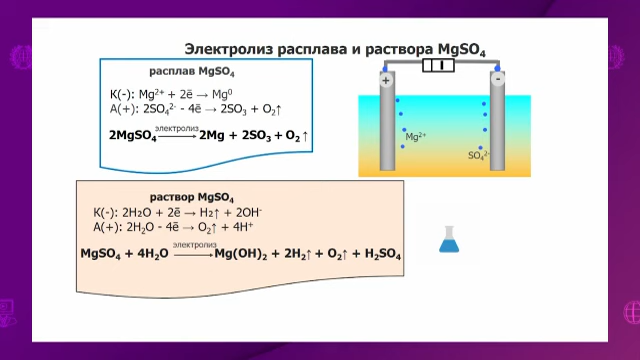 Электролиз расплава и раствора MgSO₄
расплав MgSO₄
К(-): Mg²⁺ + 2ē → Mg⁰
А(+): 2SO₄²⁻ - 4ē → 2SO₃ + O₂↑
электролиз
2MgSO₄ → 2Mg + 2SO₃ + O₂ ↑
+
-
Mg²⁺
SO₄²⁻
раствор MgSO₄
К(-): 2H₂O + 2ē → H₂↑ + 2OH⁻
А(+): 2H₂O - 4ē → O₂↑ + 4H⁺
электролиз
MgSO₄ + 4H₂O → Mg(OH)₂ + 2H₂↑ + O₂↑ + H₂SO₄